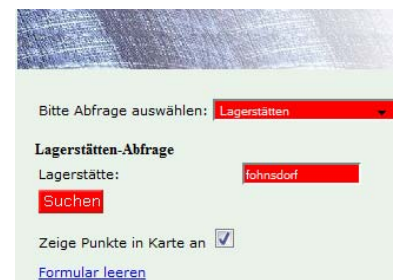 Bitte Abfrage auswählen: Lagerstätten
Lagerstätten-Abfrage
Lagerstätte: fohnsdorf
Suchen
Zeige Punkte in Karte an
Formular leeren